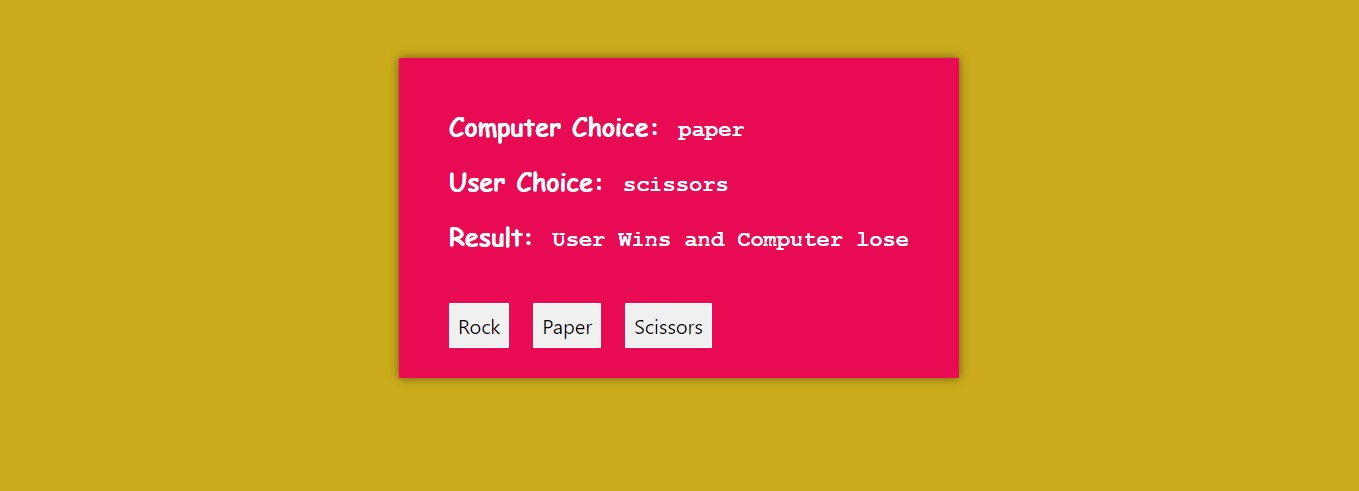 Computer Choice: paper
User Choice: scissors
Result: User Wins and Computer lose
Rock Paper Scissors